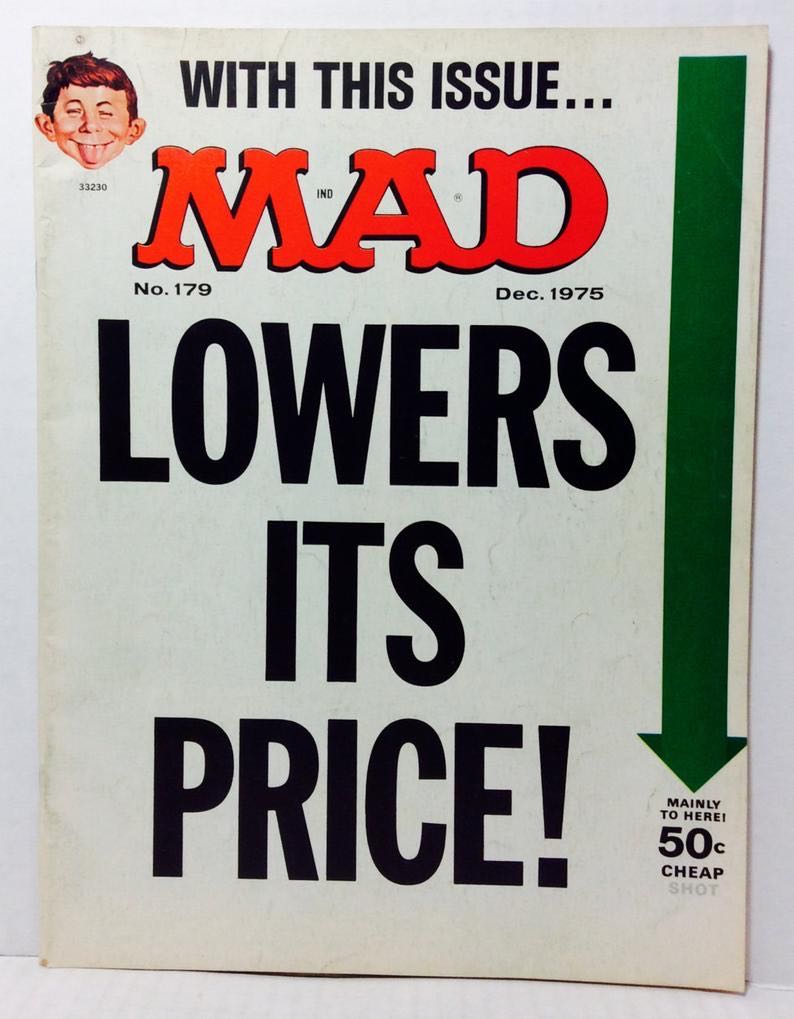 WITH THIS ISSUE...
33230
MAD
IND
®
No. 179
Dec. 1975
LOWERS
ITS
PRICE!
MAINLY
TO HERE!
50c
CHEAP
SHOT